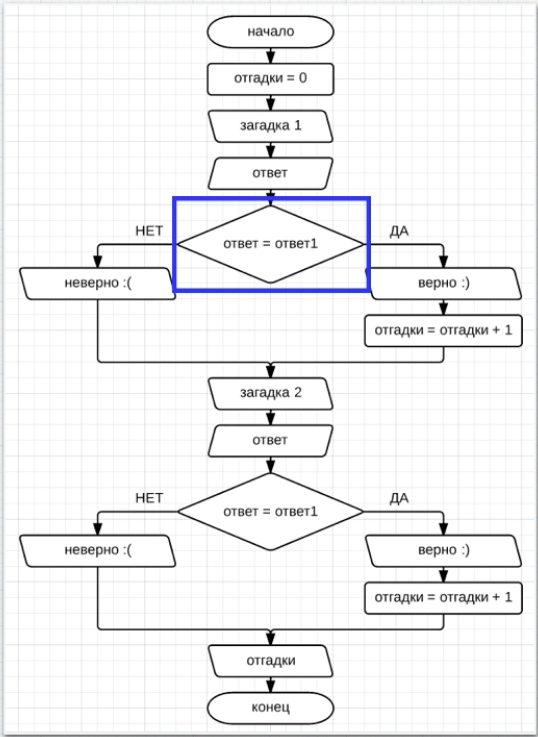 начало
отгадки = 0
загадка 1
ответ
ответ = ответ1
НЕТ
ДА
неверно :(
верно :)
отгадки = отгадки + 1
загадка 2
ответ
ответ = ответ1
НЕТ
ДА
неверно :(
верно :)
отгадки = отгадки + 1
отгадки
конец